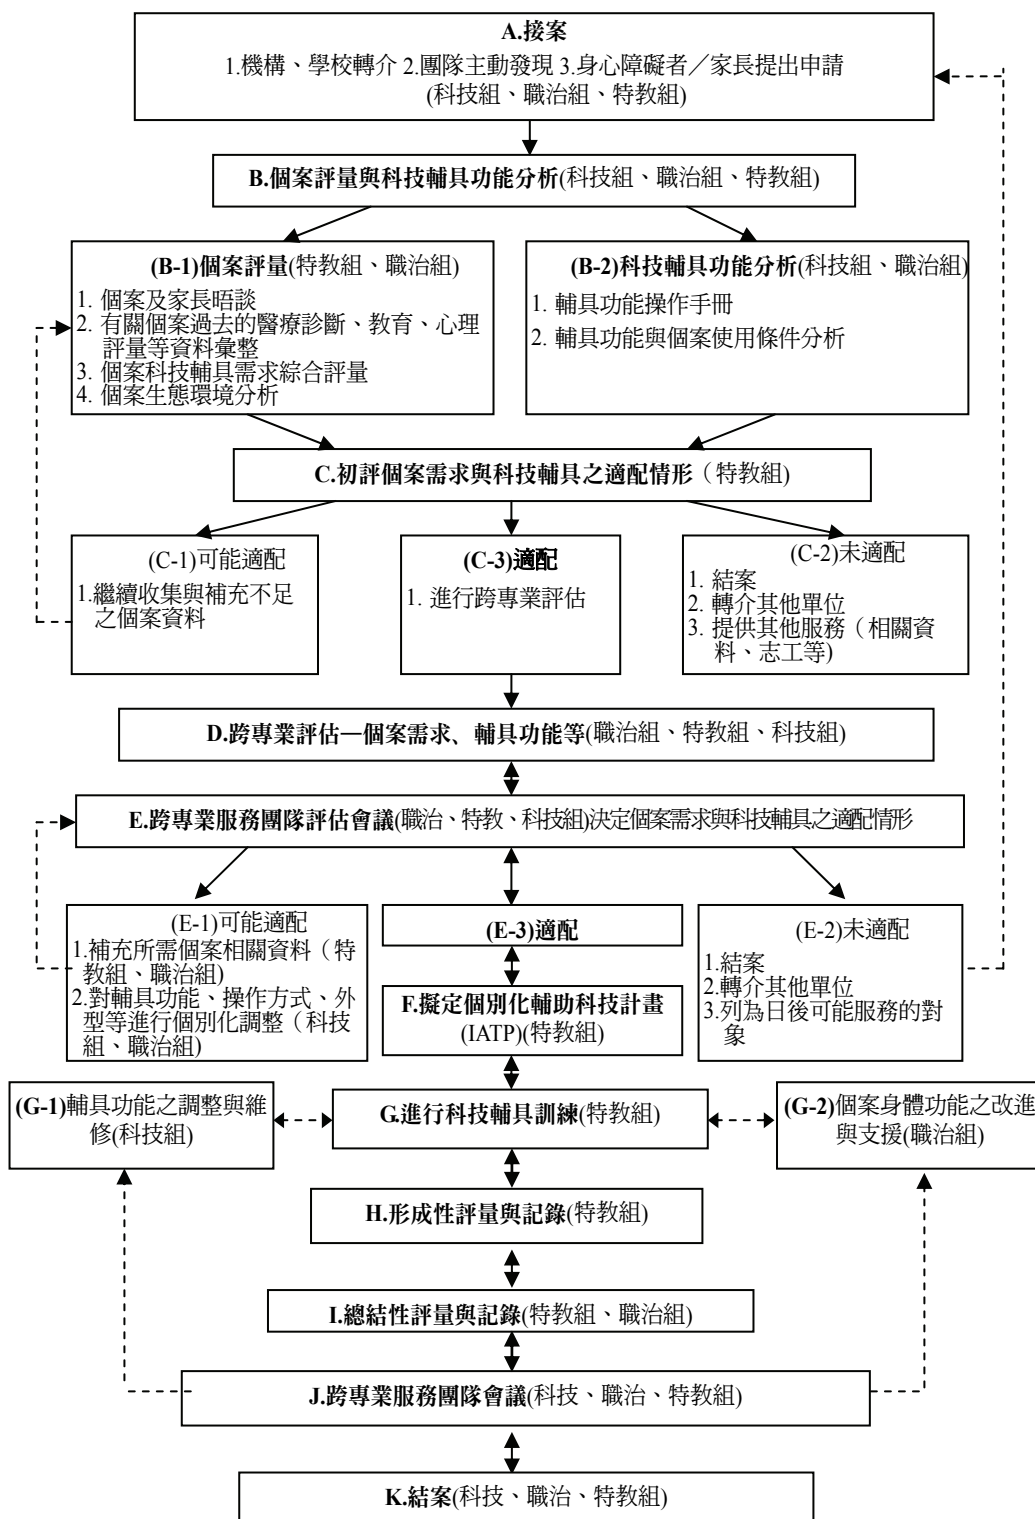 A.接案
1.機構、學校轉介 2.團隊主動發現 3.身心障礙者／家長提出申請
(科技組、職治組、特教組)
B.個案評量與科技輔具功能分析(科技組、職治組、特教組)
(B-1)個案評量(特教組、職治組)
1. 個案及家長晤談
2. 有關個案過去的醫療診斷、教育、心理
評量等資料彙整
3. 個案科技輔具需求綜合評量
4. 個案生態環境分析
(B-2)科技輔具功能分析(科技組、職治組)
1. 輔具功能操作手冊
2. 輔具功能與個案使用條件分析
C.初評個案需求與科技輔具之適配情形（特教組)
(C-1)可能適配
1.繼續收集與補充不足
之個案資料
(C-3)適配
1. 進行跨專業評估
(C-2)未適配
1. 結案
2. 轉介其他單位
3. 提供其他服務（相關資
料、志工等)
D.跨專業評估—個案需求、輔具功能等(職治組、特教組、科技組)
E.跨專業服務團隊評估會議(職治、特教、科技組)決定個案需求與科技輔具之適配情形
(E-1)可能適配
1.補充所需個案相關資料（特
教組、職治組)
2.對輔具功能、操作方式、外
型等進行個別化調整（科技
組、職治組)
(E-3)適配
(E-2)未適配
1.結案
2.轉介其他單位
3.列為日後可能服務的對
象
F.擬定個別化輔助科技計畫
(IATP)(特教組)
(G-1)輔具功能之調整與維
修(科技組)
G.進行科技輔具訓練(特教組)
(G-2)個案身體功能之改進
與支援(職治組)
H.形成性評量與記錄(特教組)
I.總結性評量與記錄(特教組、職治組)
J.跨專業服務團隊會議(科技、職治、特教組)
K.結案(科技、職治、特教組)